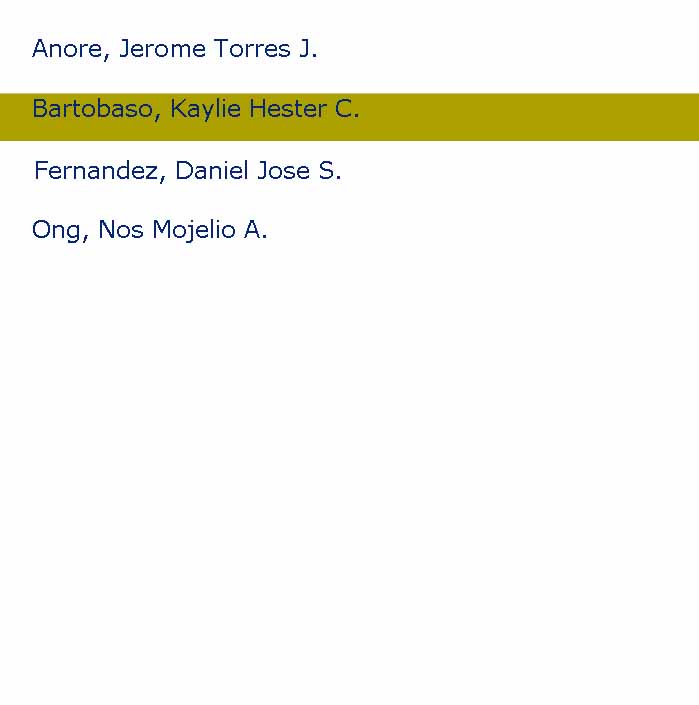 Anore, Jerome Torres J.
Bartobaso, Kaylie Hester C.
Fernandez, Daniel Jose S.
Ong, Nos Mojelio A.